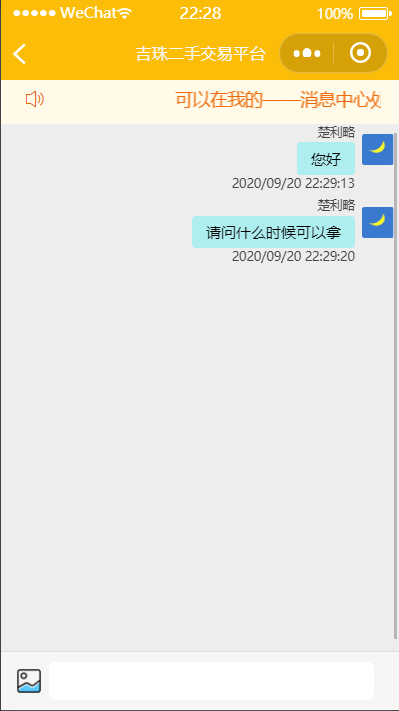 WeChat 22:28 100%
吉珠二手交易平台
可以在我的——消息中心处
楚利略
您好
2020/09/20 22:29:13
楚利略
请问什么时候可以拿
2020/09/20 22:29:20